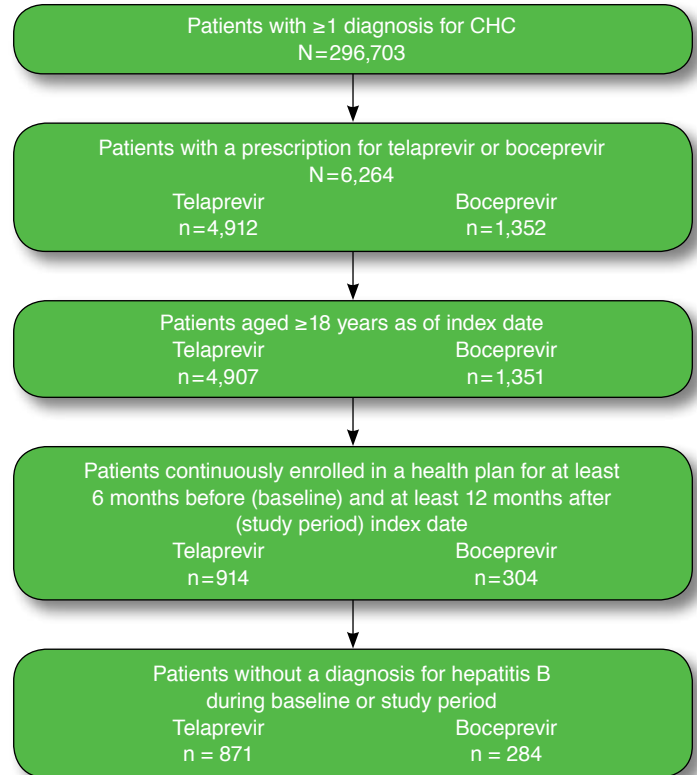 Patients with ≥1 diagnosis for CHC
N=296,703
Patients with a prescription for telaprevir or boceprevir
N=6,264
Telaprevir Boceprevir
n=4,912 n=1,352
Patients aged ≥18 years as of index date
Telaprevir Boceprevir
n=4,907 n=1,351
Patients continuously enrolled in a health plan for at least
6 months before (baseline) and at least 12 months after
(study period) index date
Telaprevir Boceprevir
n=914 n=304
Patients without a diagnosis for hepatitis B
during baseline or study period
Telaprevir Boceprevir
n = 871 n = 284